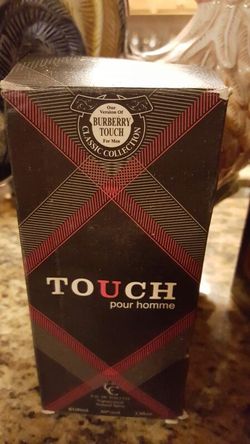 Our Version Of
BURBERRY
TOUCH
For Men
CLASSIC COLLECTION
TOUCH
pour homme